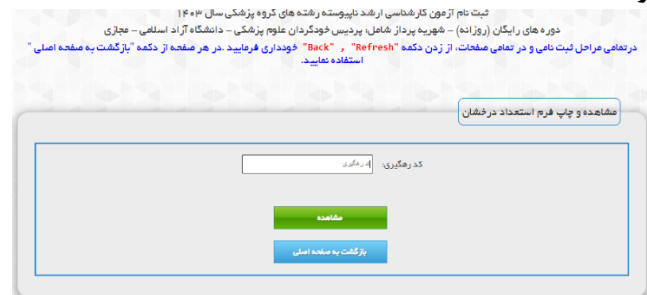 ثبت نام آزمون کارشناسی ارشد ناپیوسته رشته های گروه پزشکی سال ۱۴۰۳
دوره های رایگان (روزانه) - شهریه پرداز شامل: پردیس خودگردان علوم پزشکی - دانشگاه آزاد اسلامی - مجازی
درتمامی مراحل ثبت نامی و در تمامی صفحات، از زدن دکمه "Refresh" , "Back" خودداری فرمایید .در هر صفحه از دکمه "بازگشت به صفحه اصلی "
استفاده نمایید.
مشاهده و چاپ فرم استعداد درخشان
کد رهگیری: کد رهگیری
مشاهده
بازگشت به صفحه اصلی